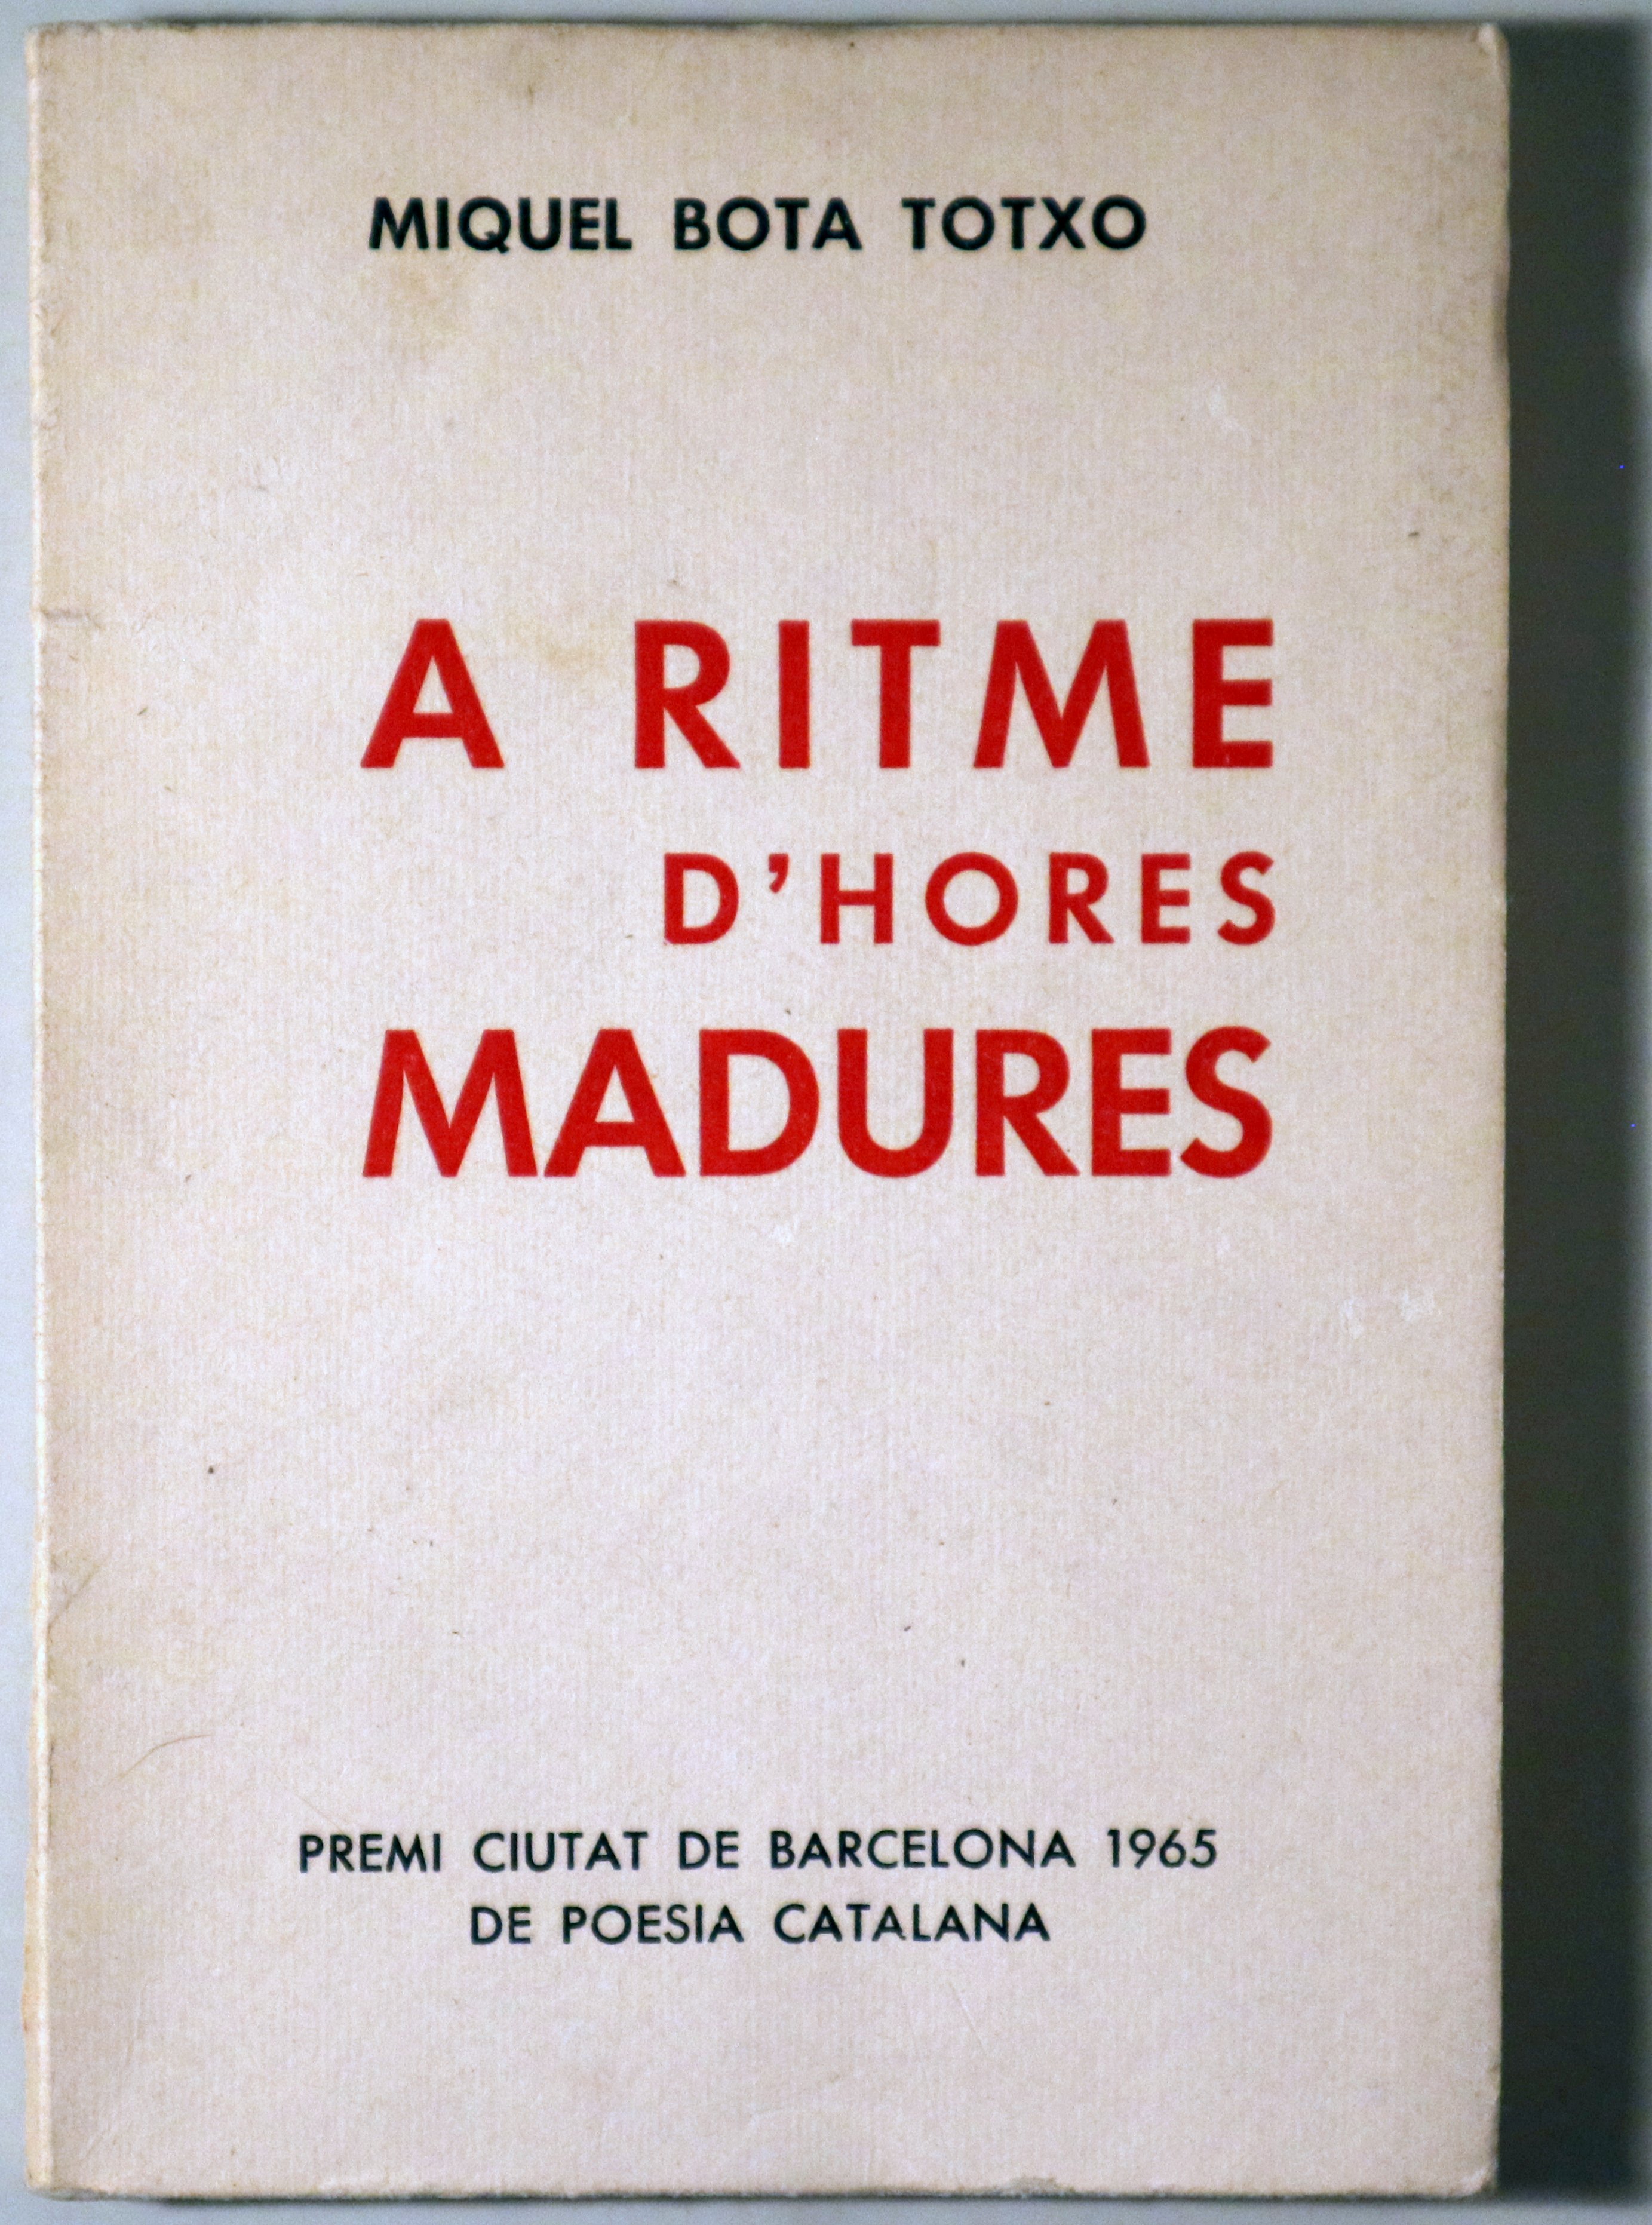 MIQUEL BOTA TOTXO
A RITME
D'HORES
MADURES
PREMI CIUTAT DE BARCELONA 1965
DE POESIA CATALANA